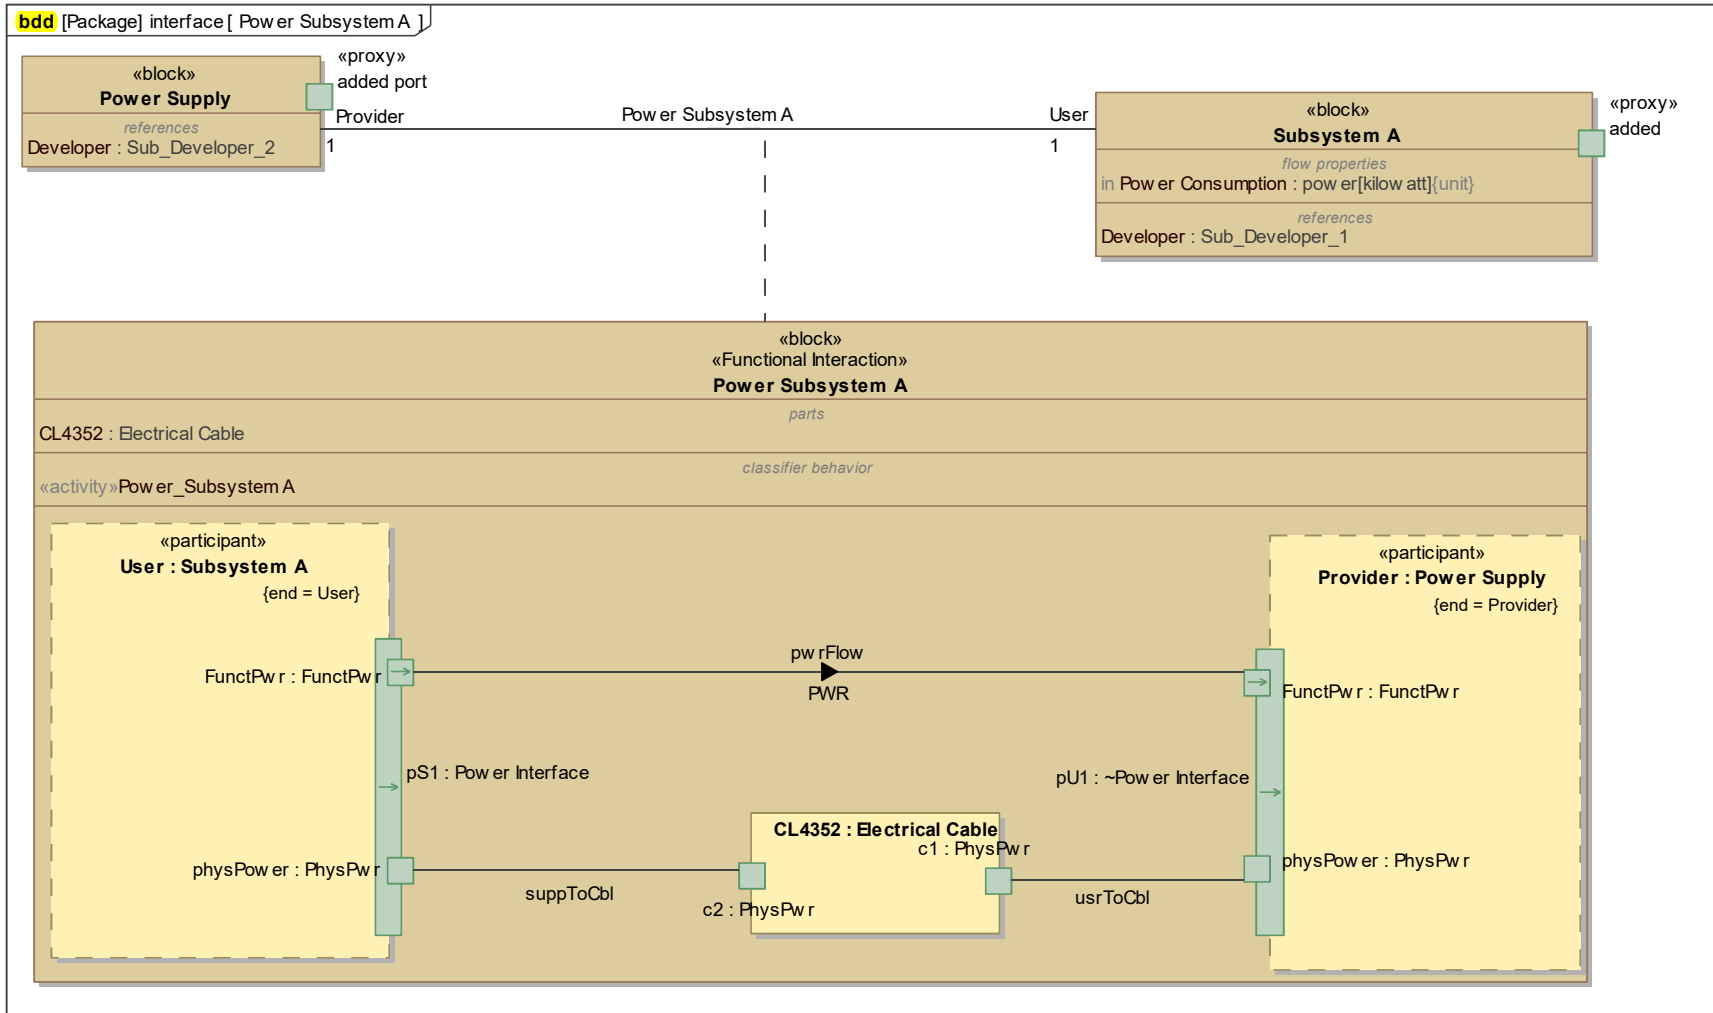 bdd [Package] interface [ Power Subsystem A ]
«proxy»
added port
«block»
Power Supply
references
Developer : Sub_Developer_2
Provider
1
Power Subsystem A
User
1
«block»
Subsystem A
flow properties
in Power Consumption : power[kilowatt]{unit}
references
Developer : Sub_Developer_1
«proxy»
added
«block»
«Functional Interaction»
Power Subsystem A
parts
CL4352 : Electrical Cable
classifier behavior
«activity»Power_Subsystem A
«participant»
User : Subsystem A
{end = User}
«participant»
Provider : Power Supply
{end = Provider}
pwrFlow
PWR
FunctPwr : FunctPwr
FunctPwr : FunctPwr
pS1 : Power Interface
pU1 : ~Power Interface
CL4352 : Electrical Cable
c1 : PhysPwr
physPower : PhysPwr
physPower : PhysPwr
suppToCbl
usrToCbl
c2 : PhysPwr